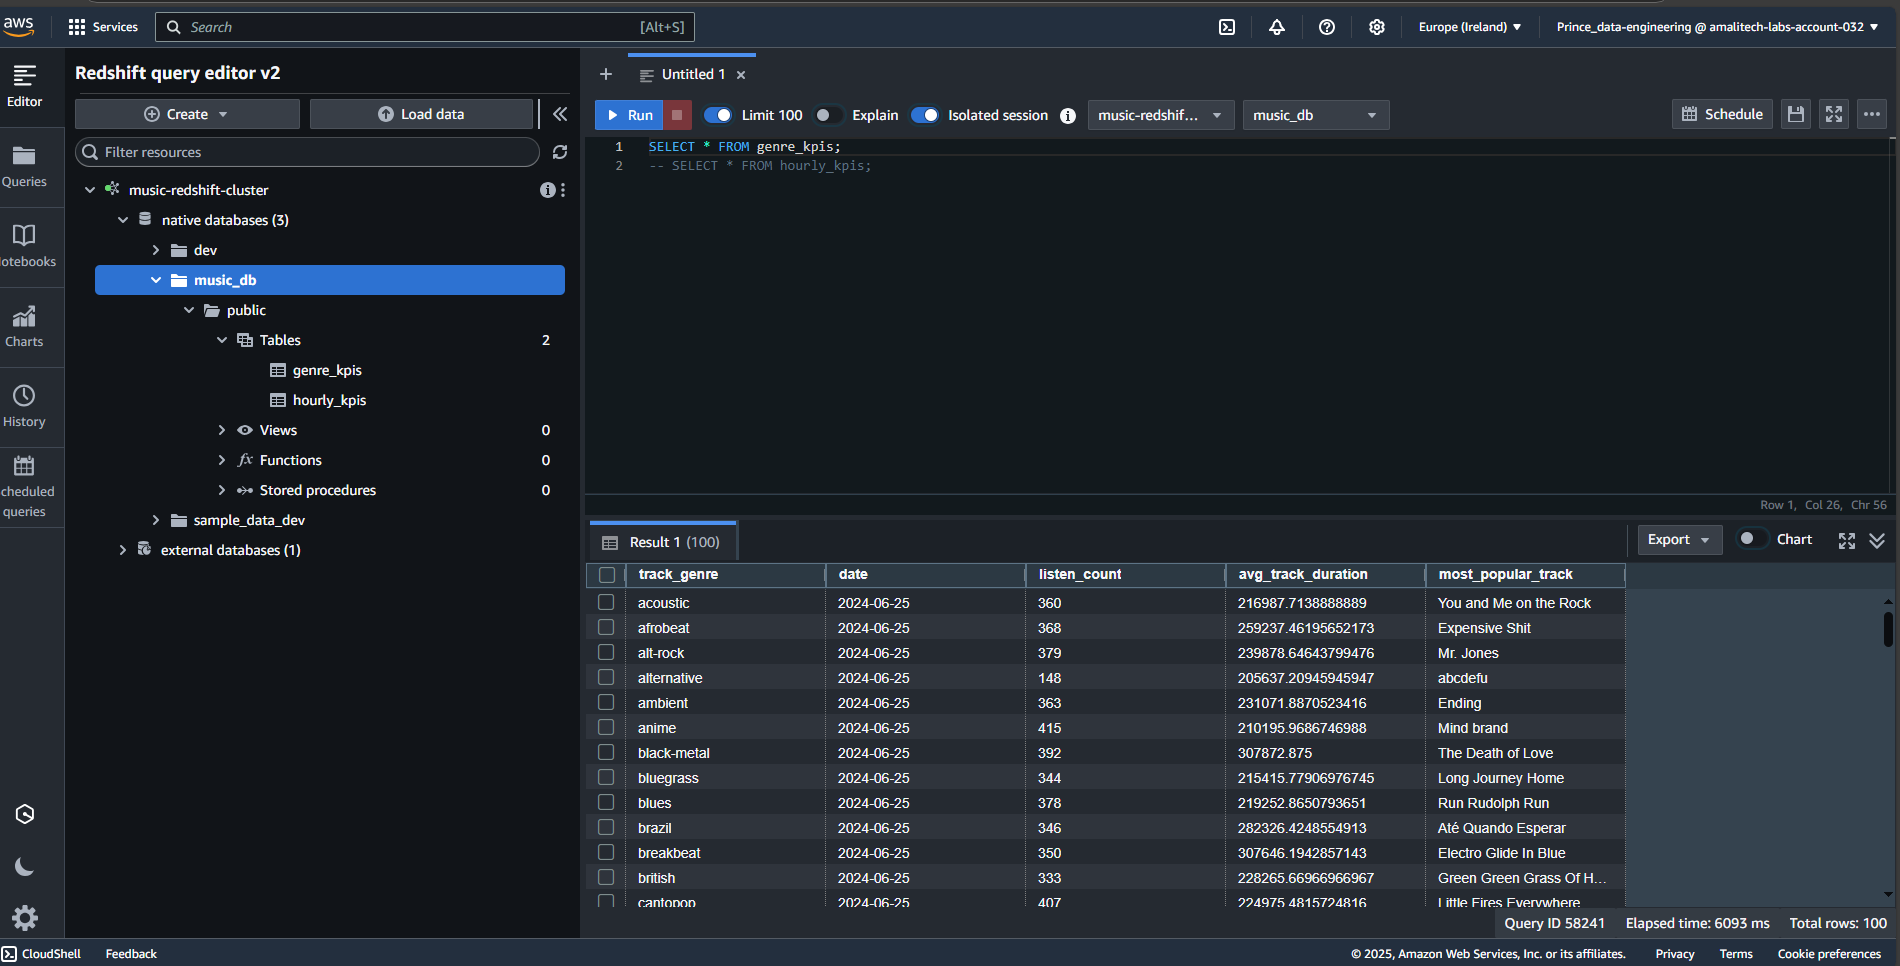 aws
Services
Search
[Alt+S]
Europe (Ireland)
Prince_data-engineering @ amalitech-labs-account-032
Editor
Queries
otebooks
Charts
History
cheduled
queries
Redshift query editor v2
Create
Load data
Filter resources
music-redshift-cluster
native databases (3)
dev
music_db
public
Tables 2
genre_kpis
hourly_kpis
Views 0
Functions 0
Stored procedures 0
sample_data_dev
external databases (1)
Untitled 1
Run
Limit 100
Explain
Isolated session
music-redshif...
music_db
Schedule
1 SELECT * FROM genre_kpis;
2 -- SELECT * FROM hourly_kpis;
Row 1, Col 26, Chr 56
Result 1 (100)
Export
Chart
track_genre date listen_count avg_track_duration most_popular_track
acoustic 2024-06-25 360 216987.7138888889 You and Me on the Rock
afrobeat 2024-06-25 368 259237.46195652173 Expensive Shit
alt-rock 2024-06-25 379 239878.64643799476 Mr. Jones
alternative 2024-06-25 148 205637.20945945947 abcdefu
ambient 2024-06-25 363 231071.8870523416 Ending
anime 2024-06-25 415 210195.9686746988 Mind brand
black-metal 2024-06-25 392 307872.875 The Death of Love
bluegrass 2024-06-25 344 215415.77906976745 Long Journey Home
blues 2024-06-25 378 219252.8650793651 Run Rudolph Run
brazil 2024-06-25 346 282326.4248554913 Até Quando Esperar
breakbeat 2024-06-25 350 307646.1942857143 Electro Glide In Blue
british 2024-06-25 333 228265.66966966967 Green Green Grass Of H...
cantopop 2024-06-25 407 224975.4815724816 Little Fires Everywhere
Query ID 58241 Elapsed time: 6093 ms Total rows: 100
CloudShell
Feedback
© 2025, Amazon Web Services, Inc. or its affiliates.
Privacy
Terms
Cookie preferences